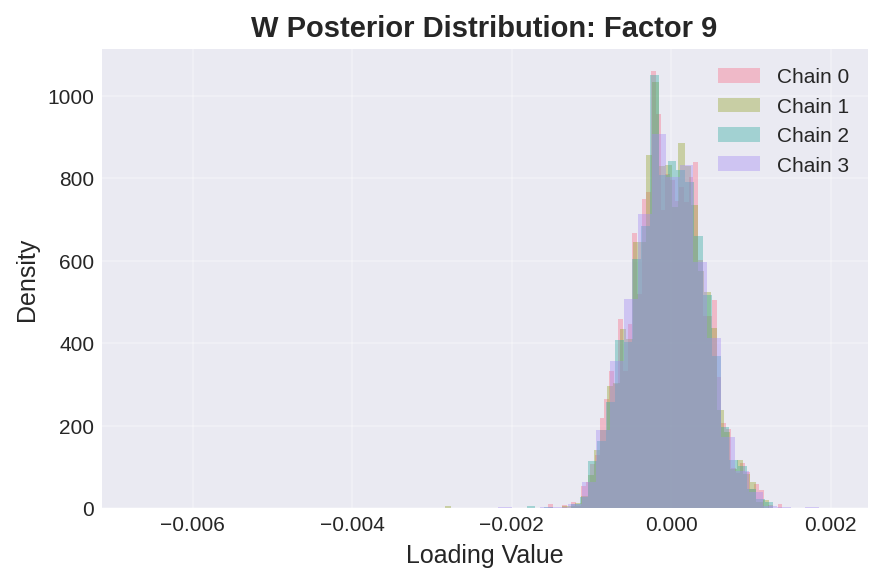 W Posterior Distribution: Factor 9
Chain 0
Chain 1
Chain 2
Chain 3
Density
1000
800
600
400
200
0
−0.006
−0.004
−0.002
0.000
0.002
Loading Value